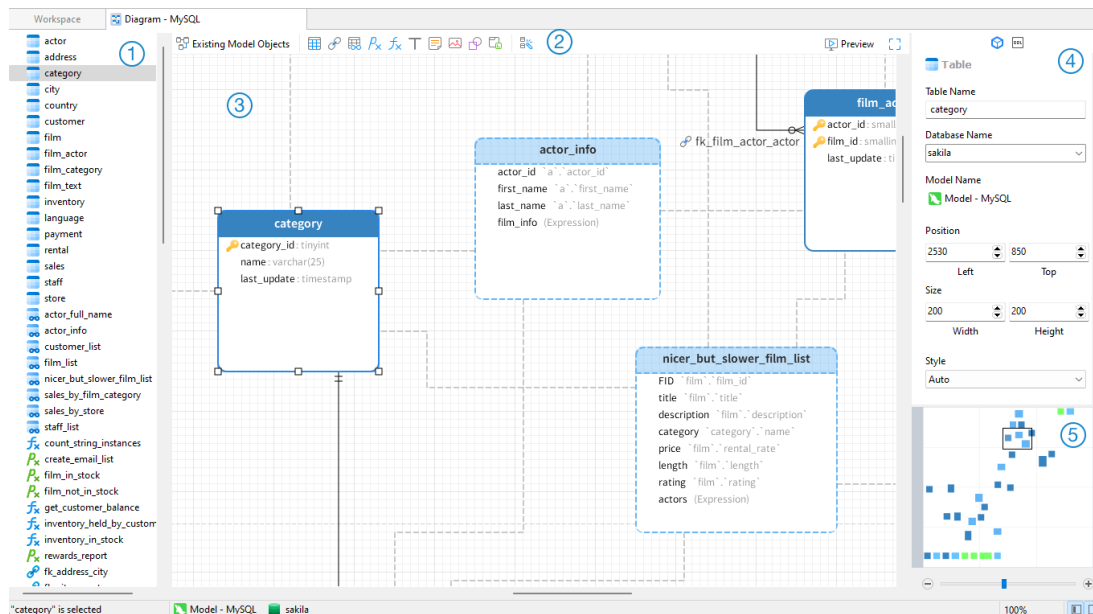 Workspace
Diagram - MySQL
actor
address
category
city
country
customer
film
film_actor
film_category
film_text
inventory
language
payment
rental
sales
staff
store
actor_full_name
actor_info
customer_list
film_list
nicer_but_slower_film_list
sales_by_film_category
sales_by_store
staff_list
count_string_instances
create_email_list
film_in_stock
film_not_in_stock
get_customer_balance
inventory_held_by_custom
inventory_in_stock
rewards_report
fk_address_city
1
Existing Model Objects
2
Preview
3
category
category_id : tinyint
name : varchar(25)
last_update : timestamp
actor_info
actor_id `a`.`actor_id`
first_name `a`.`first_name`
last_name `a`.`last_name`
film_info (Expression)
fk_film_actor_actor
film_ac
actor_id : small
film_id : smallin
last_update : ti
nicer_but_slower_film_list
FID `film`.`film_id`
title `film`.`title`
description `film`.`description`
category `category`.`name`
price `film`.`rental_rate`
length `film`.`length`
rating `film`.`rating`
actors (Expression)
DDL
4
Table
Table Name
category
Database Name
sakila
Model Name
Model - MySQL
Position
2530 850
Left Top
Size
200 200
Width Height
Style
Auto
5
"category" is selected
Model - MySQL
sakila
100%